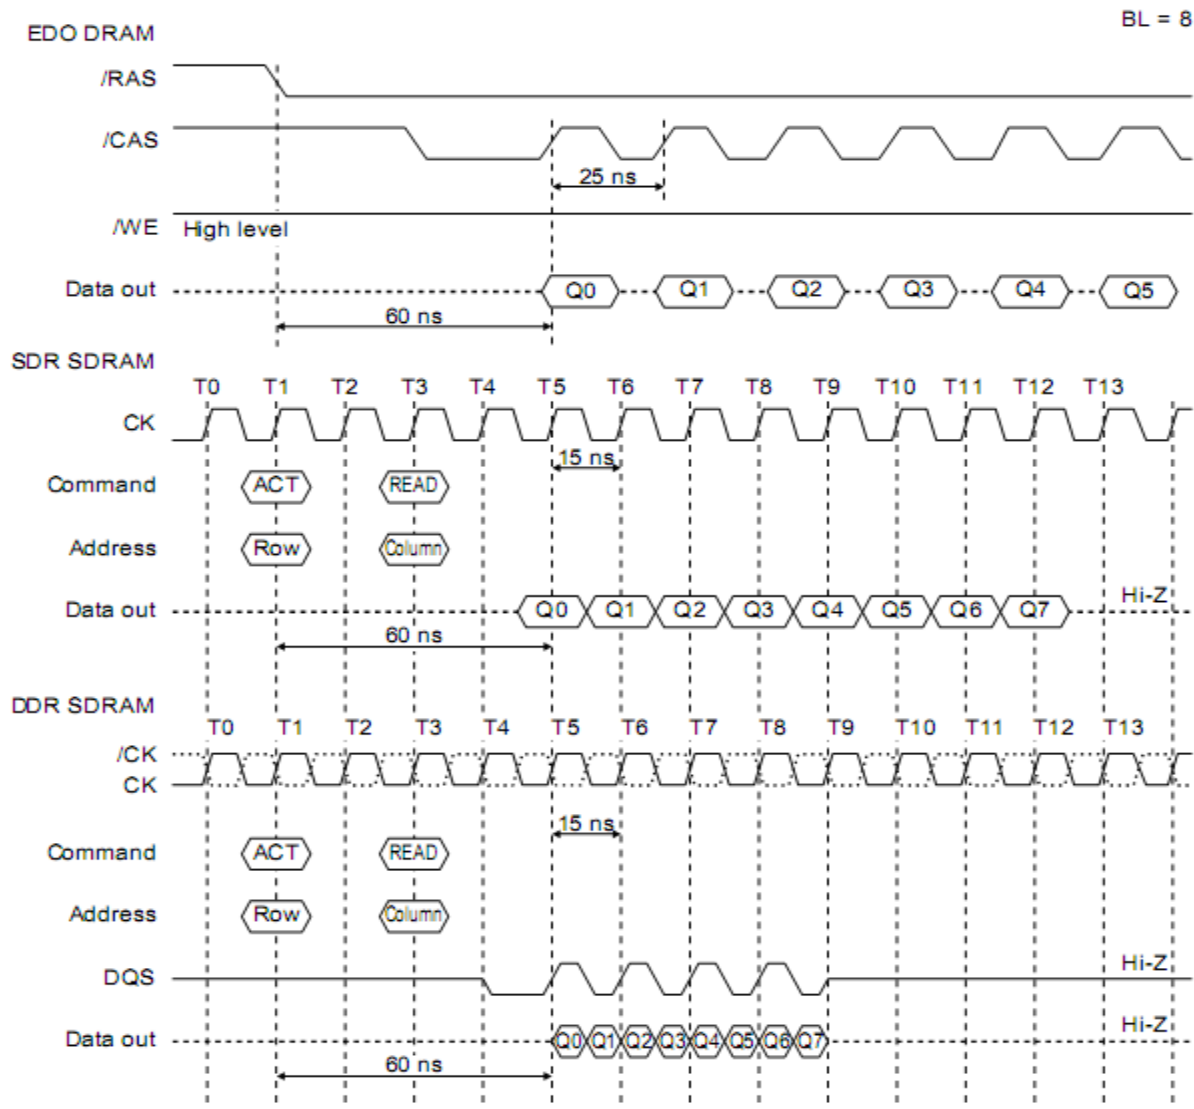 BL = 8
EDO DRAM
/RAS
/CAS
25 ns
/WE High level
Data out Q0 Q1 Q2 Q3 Q4 Q5
60 ns
SDR SDRAM
T0 T1 T2 T3 T4 T5 T6 T7 T8 T9 T10 T11 T12 T13
CK
15 ns
Command ACT READ
Address Row Column
Data out Q0 Q1 Q2 Q3 Q4 Q5 Q6 Q7 Hi-Z
60 ns
DDR SDRAM
T0 T1 T2 T3 T4 T5 T6 T7 T8 T9 T10 T11 T12 T13
/CK
CK
15 ns
Command ACT READ
Address Row Column
DQS Hi-Z
Data out Q0 Q1 Q2 Q3 Q4 Q5 Q6 Q7 Hi-Z
60 ns